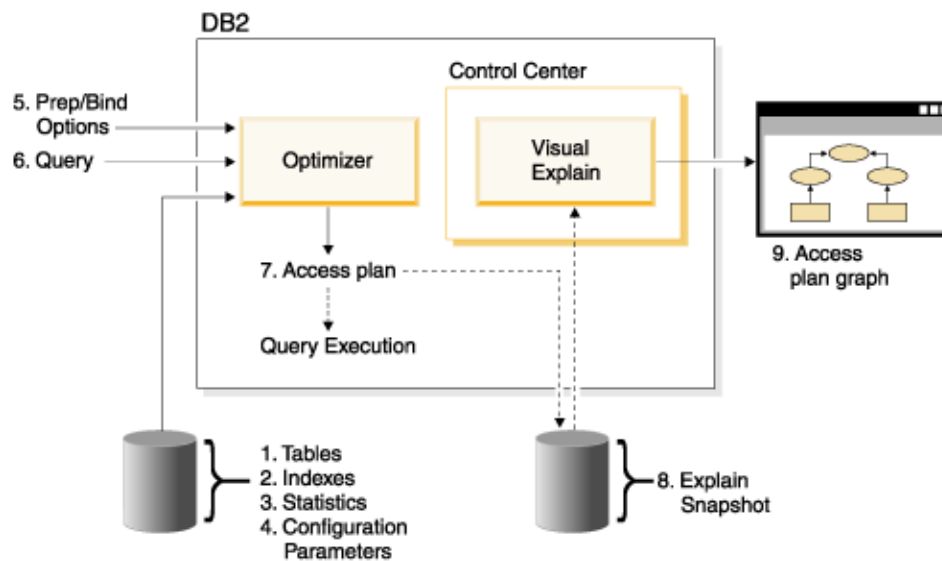 DB2
Control Center
5. Prep/Bind
Options
6. Query
Optimizer
Visual
Explain
7. Access plan
Query Execution
9. Access
plan graph
1. Tables
2. Indexes
3. Statistics
4. Configuration
Parameters
8. Explain
Snapshot